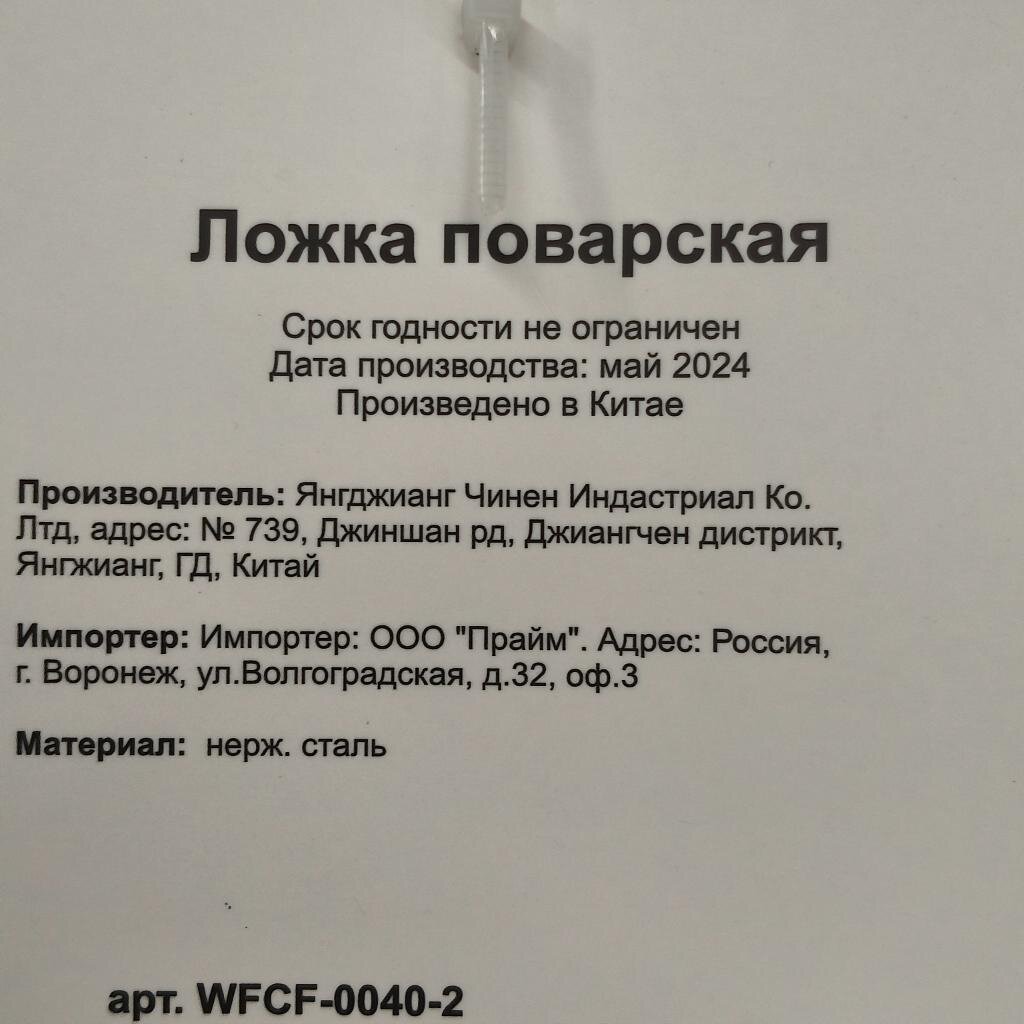 Ложка поварская
Срок годности не ограничен
Дата производства: май 2024
Произведено в Китае
Производитель: Янгджианг Чинен Индастриал Ко.
Лтд, адрес: № 739, Джиншан рд, Джиангчен дистрикт,
Янгжианг, ГД, Китай
Импортер: Импортер: ООО "Прайм". Адрес: Россия,
г. Воронеж, ул.Волгоградская, д.32, оф.3
Материал: нерж. сталь
арт. WFCF-0040-2